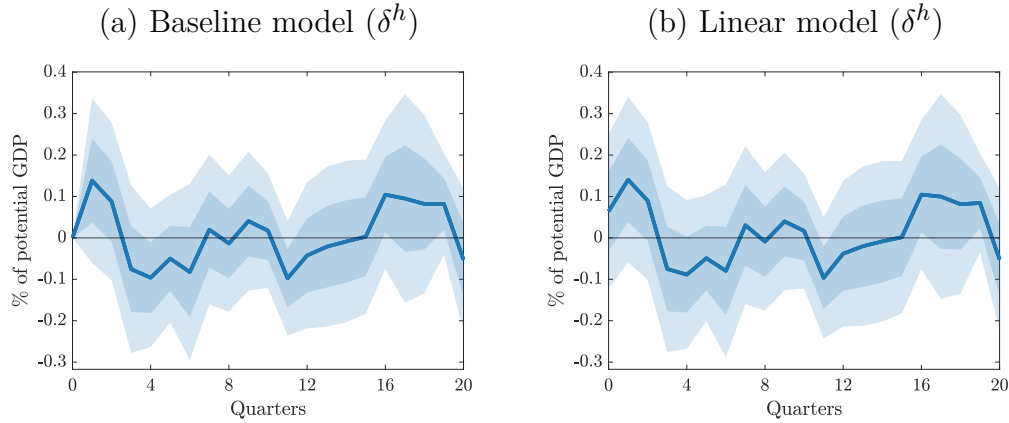 (a) Baseline model (δ^h)
% of potential GDP
0.4
0.3
0.2
0.1
0
-0.1
-0.2
-0.3
0 4 8 12 16 20
Quarters
(b) Linear model (δ^h)
% of potential GDP
0.4
0.3
0.2
0.1
0
-0.1
-0.2
-0.3
0 4 8 12 16 20
Quarters